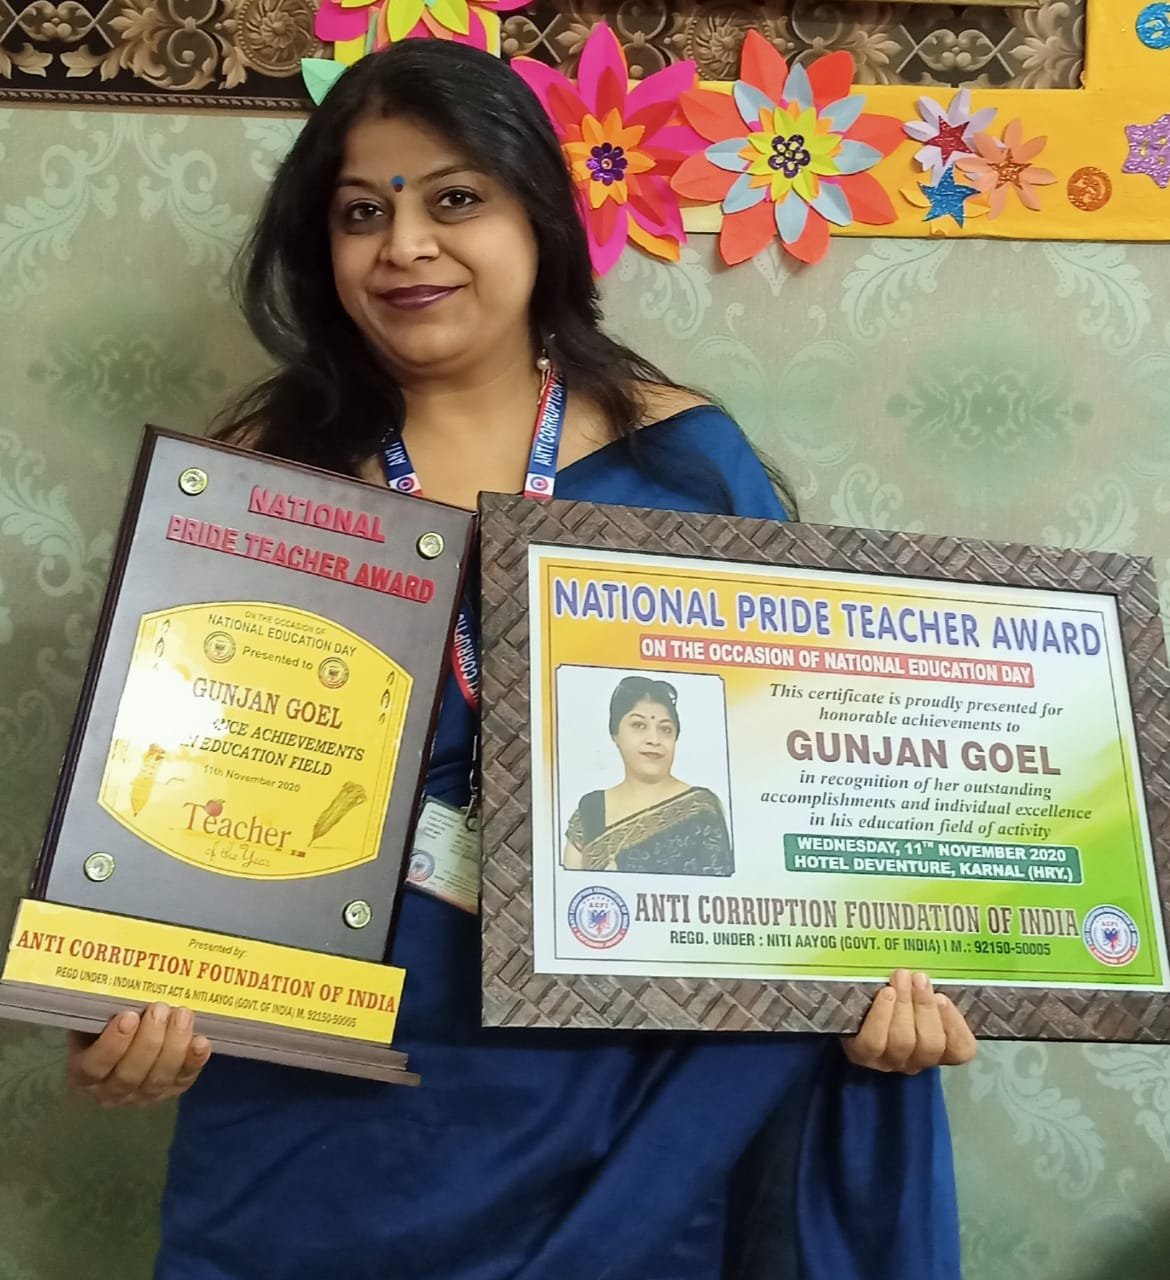 ANTI
ANTI CORRUPTION
NATIONAL
PRIDE TEACHER AWARD
ON THE OCCASION OF
NATIONAL EDUCATION DAY
Presented to
GUNJAN GOEL
ACHIEVEMENTS
EDUCATION FIELD
11th November 2020
Teacher
of the Year
Presented by:
ANTI CORRUPTION FOUNDATION OF INDIA
REGD UNDER : INDIAN TRUST ACT & NITI AAYOG (GOVT. OF INDIA) M. 92150-50005
NATIONAL PRIDE TEACHER AWARD
ON THE OCCASION OF NATIONAL EDUCATION DAY
This certificate is proudly presented for
honorable achievements to
GUNJAN GOEL
in recognition of her outstanding
accomplishments and individual excellence
in his education field of activity
WEDNESDAY, 11TH NOVEMBER 2020
HOTEL DEVENTURE, KARNAL (HRY.)
ACFI
ANTI CORRUPTION FOUNDATION OF INDIA
ACFI
REGD. UNDER : NITI AAYOG (GOVT. OF INDIA) I M.: 92150-50005